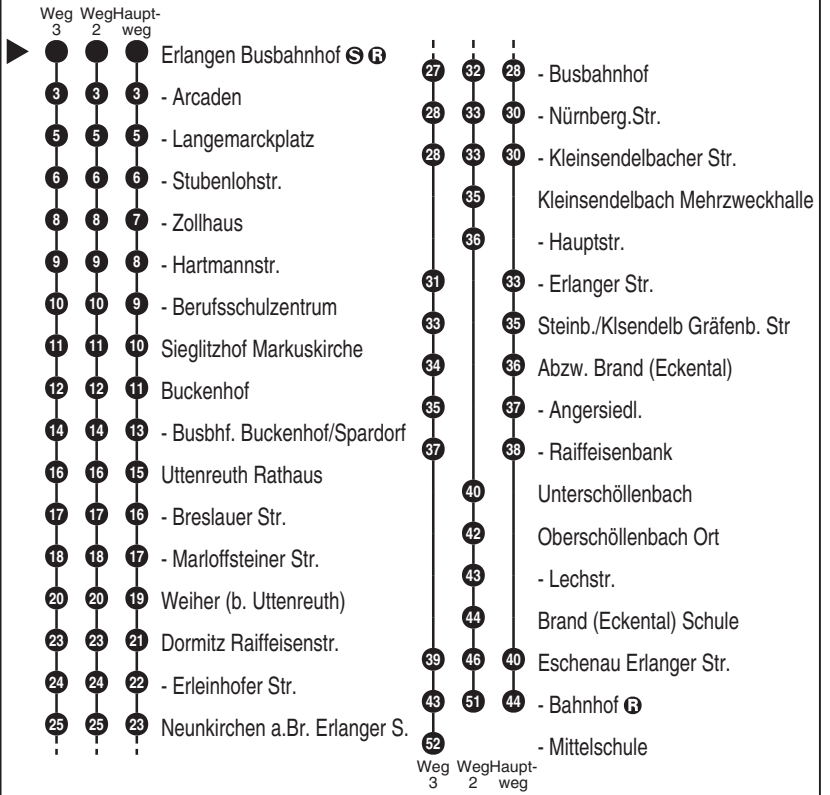 Weg WegHaupt-
3 2 weg
Erlangen Busbahnhof S R
3 3 3 - Arcaden
5 5 5 - Langemarckplatz
6 6 6 - Stubenlohstr.
8 8 7 - Zollhaus
9 9 8 - Hartmannstr.
10 10 9 - Berufsschulzentrum
11 11 10 Sieglitzhof Markuskirche
12 12 11 Buckenhof
14 14 13 - Busbhf. Buckenhof/Spardorf
16 16 15 Uttenreuth Rathaus
17 17 16 - Breslauer Str.
18 18 17 - Marloffsteiner Str.
20 20 19 Weiher (b. Uttenreuth)
23 23 21 Dormitz Raiffeisenstr.
24 24 22 - Erleinhofer Str.
25 25 23 Neunkirchen a.Br. Erlanger S.
27 32 28 - Busbahnhof
28 33 30 - Nürnberg.Str.
28 33 30 - Kleinsendelbacher Str.
35 Kleinsendelbach Mehrzweckhalle
36 - Hauptstr.
31 33 - Erlanger Str.
33 35 Steinb./Klsendelb Gräfenb. Str
34 36 Abzw. Brand (Eckental)
35 37 - Angersiedl.
37 38 - Raiffeisenbank
40 Unterschöllenbach
42 Oberschöllenbach Ort
43 - Lechstr.
44 Brand (Eckental) Schule
39 46 40 Eschenau Erlanger Str.
43 51 44 - Bahnhof R
52 - Mittelschule
Weg WegHaupt-
3 2 weg